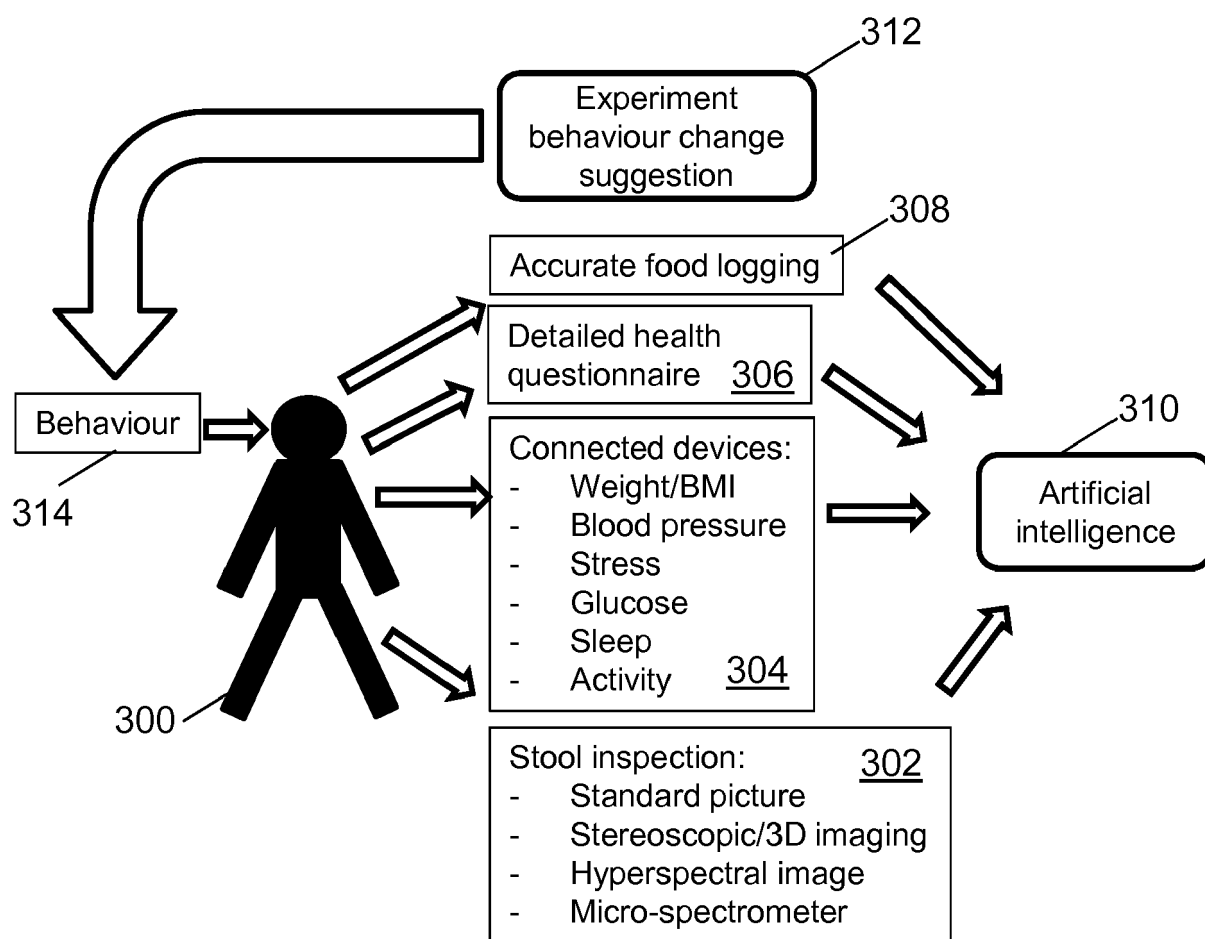 312
Experiment
behaviour change
suggestion
308
Accurate food logging
Detailed health
questionnaire 306
Behaviour
314
Connected devices:
- Weight/BMI
- Blood pressure
- Stress
- Glucose
- Sleep
- Activity 304
310
Artificial
intelligence
300
Stool inspection: 302
- Standard picture
- Stereoscopic/3D imaging
- Hyperspectral image
- Micro-spectrometer